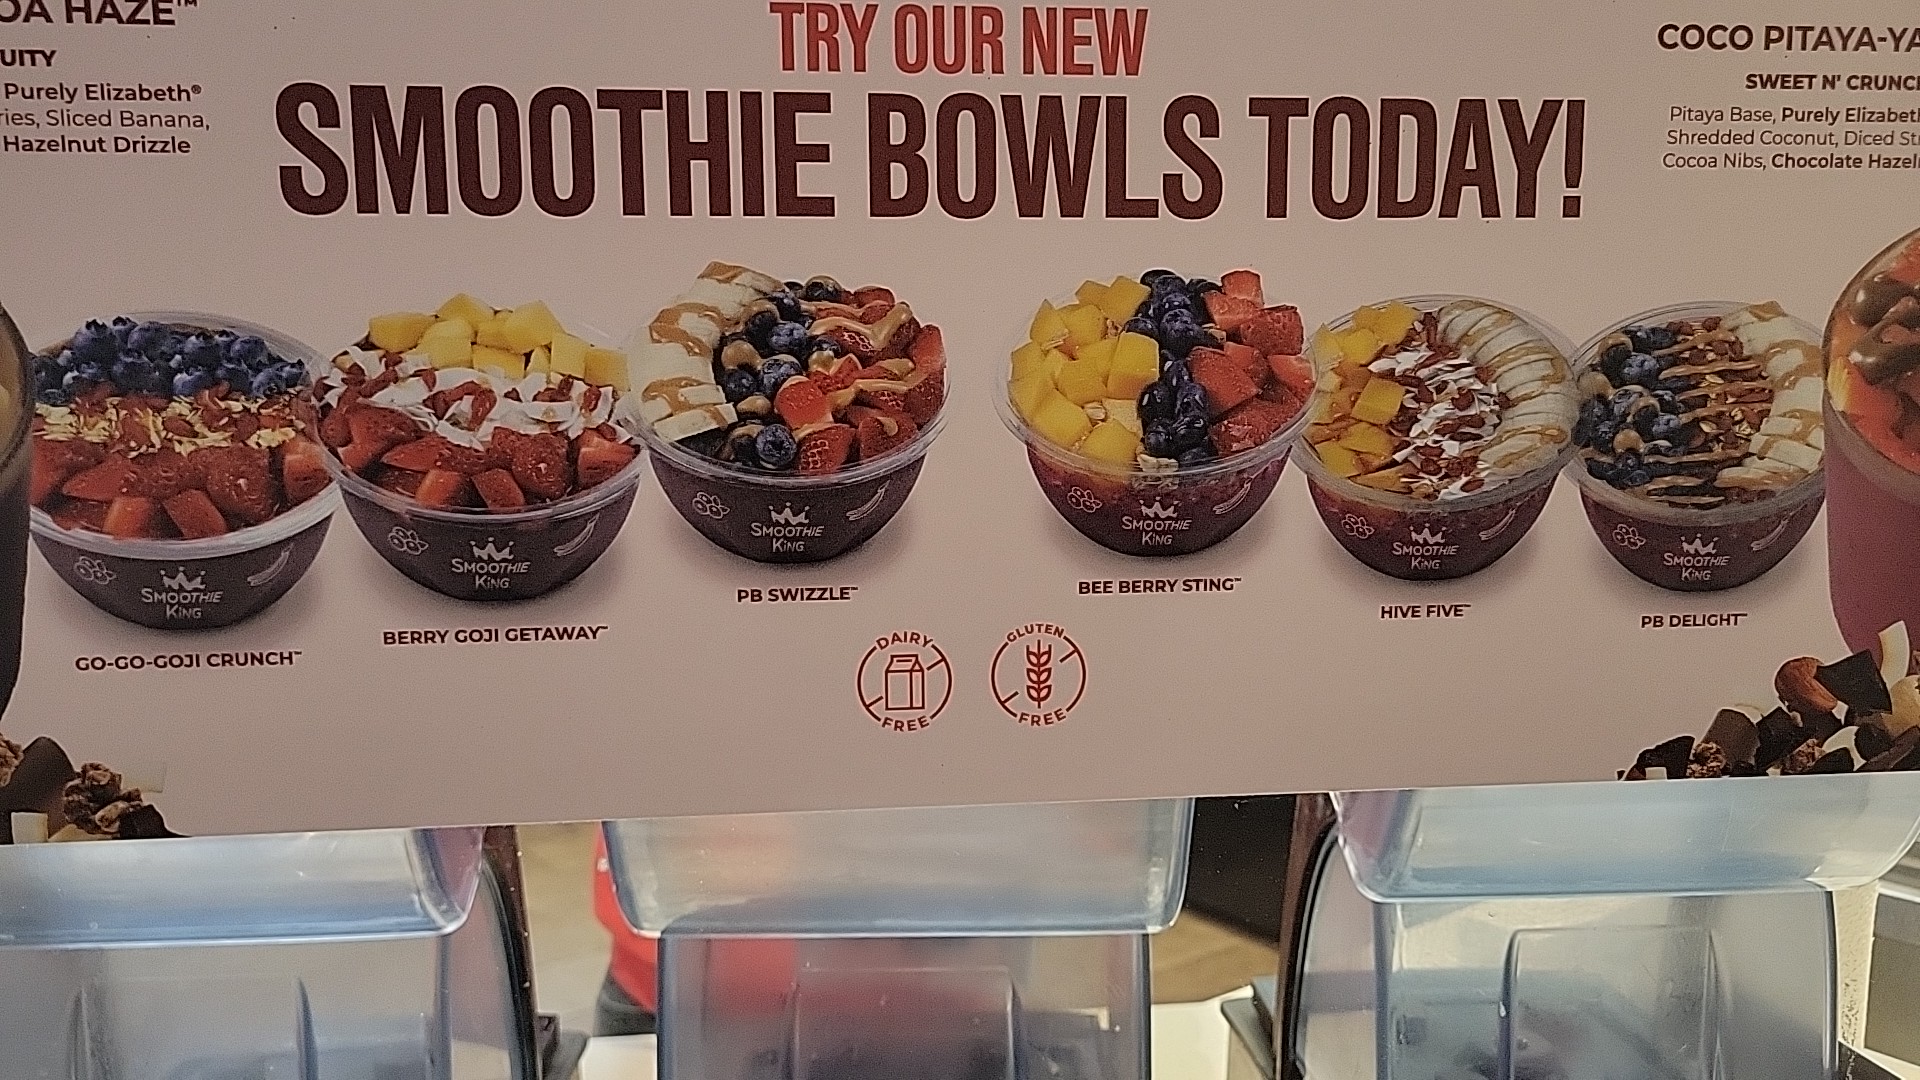 OA HAZE™
UITY
Purely Elizabeth®
ries, Sliced Banana,
Hazelnut Drizzle
TRY OUR NEW
SMOOTHIE BOWLS TODAY!
COCO PITAYA-YA
SWEET N' CRUNC
Pitaya Base, Purely Elizabeth
Shredded Coconut, Diced St
Cocoa Nibs, Chocolate Hazel
SMOOTHIE
KING
GO-GO-GOJI CRUNCH™
SMOOTHIE
KING
BERRY GOJI GETAWAY™
SMOOTHIE
KING
PB SWIZZLE™
SMOOTHIE
KING
BEE BERRY STING™
SMOOTHIE
KING
HIVE FIVE™
SMOOTHIE
KING
PB DELIGHT™
DAIRY
FREE
GLUTEN
FREE